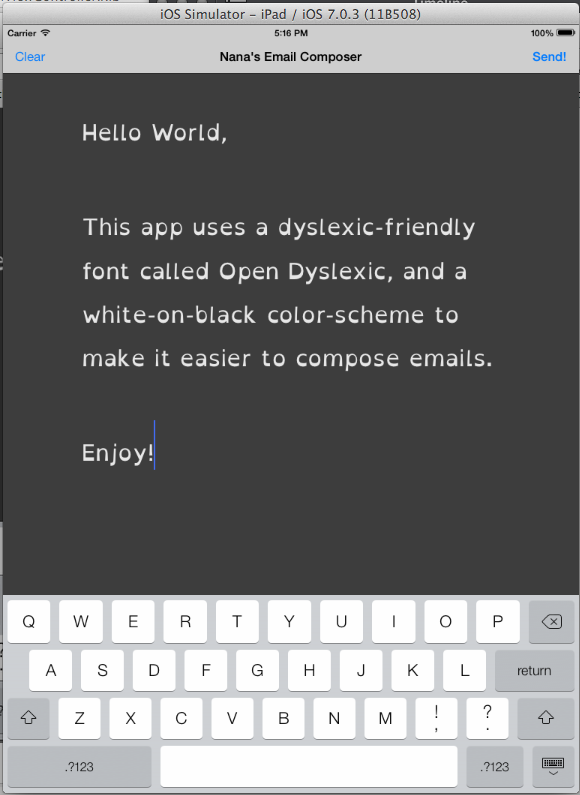 iOS Simulator - iPad / iOS 7.0.3 (11B508)
Carrier 5:16 PM 100%
Clear Nana's Email Composer Send!
Hello World,
This app uses a dyslexic-friendly
font called Open Dyslexic, and a
white-on-black color-scheme to
make it easier to compose emails.
Enjoy!
Q W E R T Y U I O P
A S D F G H J K L return
Z X C V B N M ! , ? .
.?123 .?123